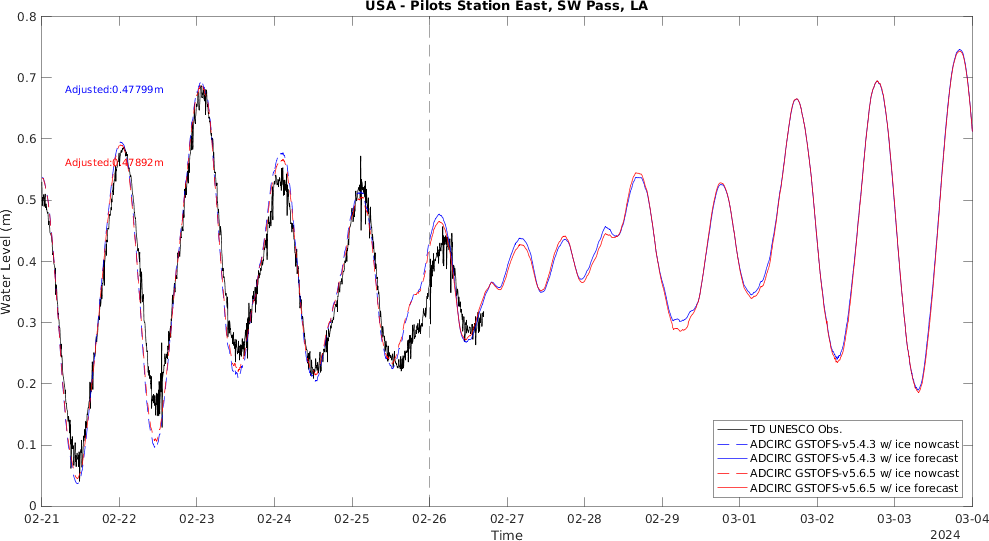 USA - Pilots Station East, SW Pass, LA
0.8
0.7
0.6
0.5
0.4
0.3
0.2
0.1
0
Water Level (m)
Adjusted:0.47799m
Adjusted:0.47892m
TD UNESCO Obs.
ADCIRC GSTOFS-v5.4.3 w/ ice nowcast
ADCIRC GSTOFS-v5.4.3 w/ ice forecast
ADCIRC GSTOFS-v5.6.5 w/ ice nowcast
ADCIRC GSTOFS-v5.6.5 w/ ice forecast
02-21 02-22 02-23 02-24 02-25 02-26 02-27 02-28 02-29 03-01 03-02 03-03 03-04
Time
2024